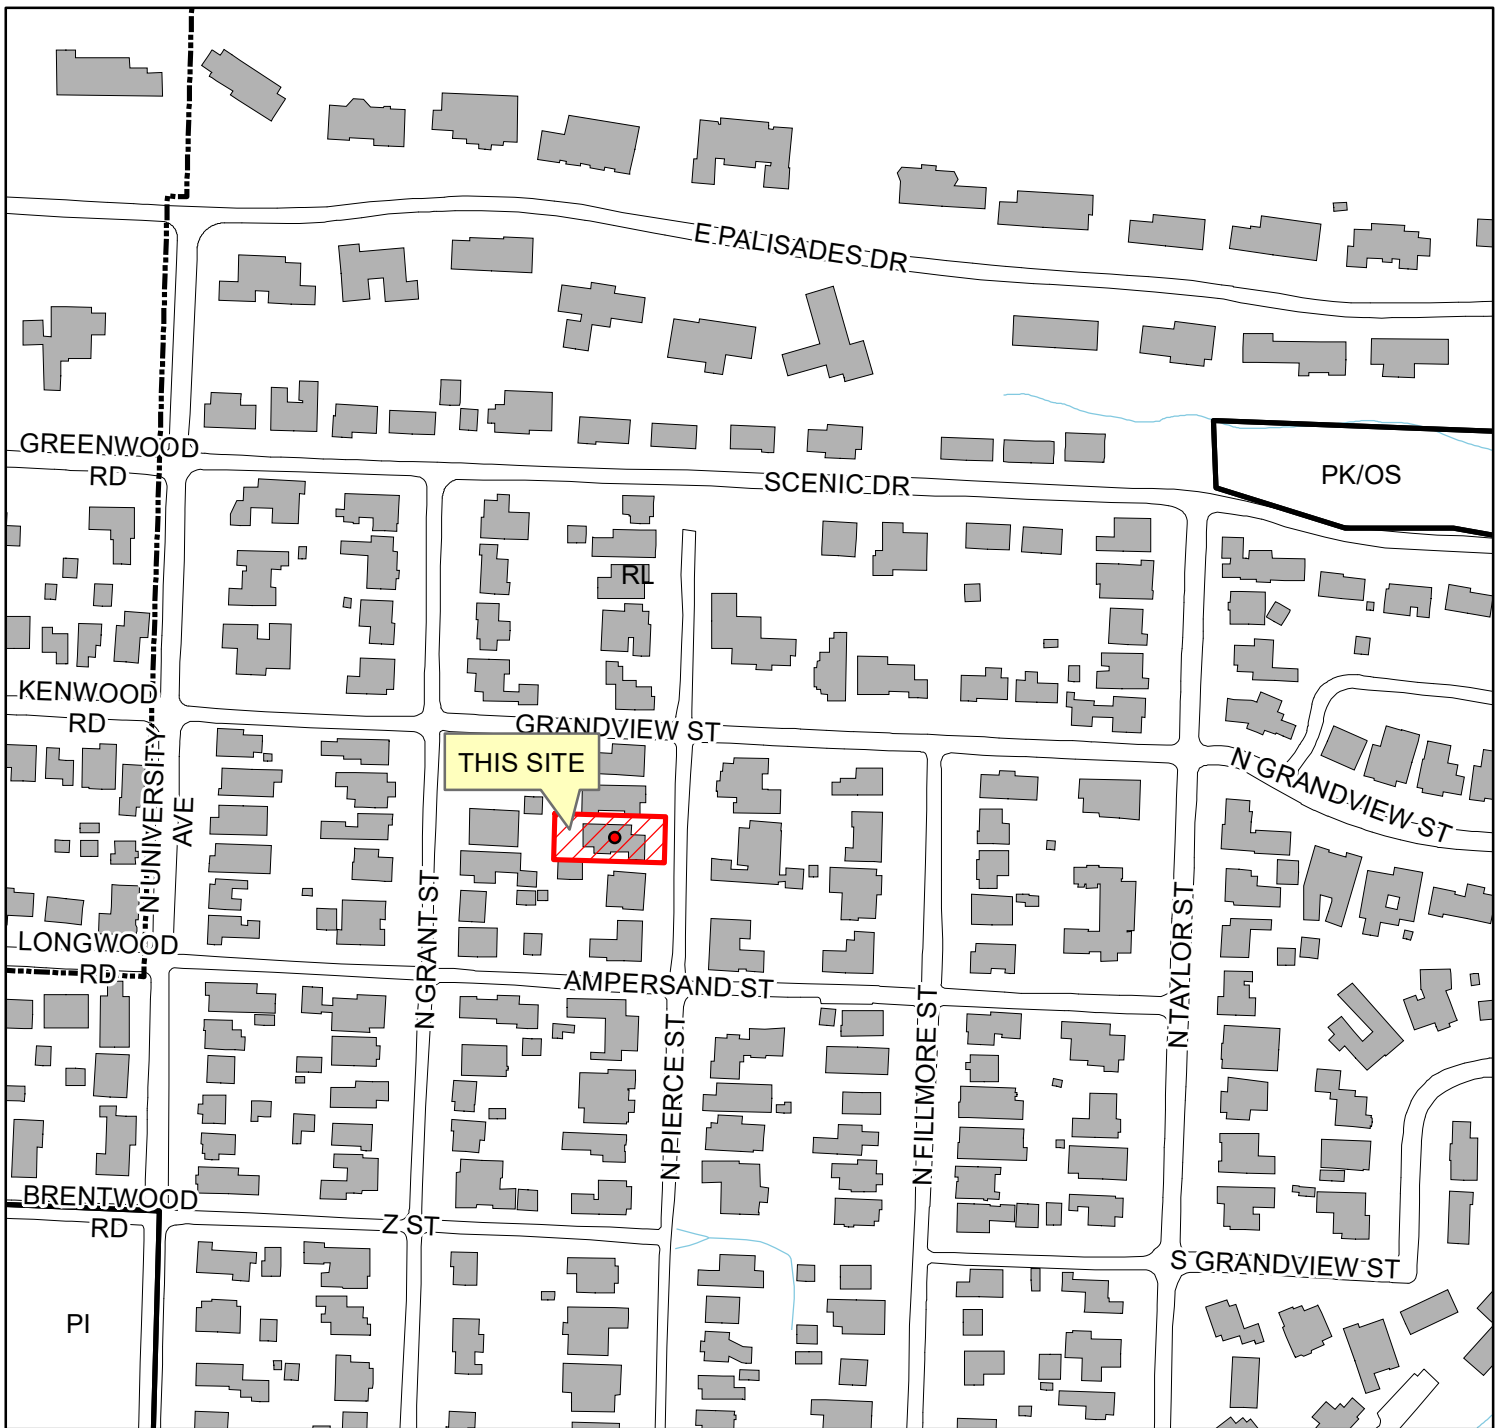 E PALISADES DR
GREENWOOD
RD
SCENIC DR
PK/OS
RL
KENWOOD
RD
GRANDVIEW ST
THIS SITE
N GRANDVIEW ST
N UNIVERSITY
AVE
N GRANT ST
N TAYLOR ST
LONGWOOD
RD
AMPERSAND ST
N PIERCE ST
N FILLMORE ST
BRENTWOOD
RD
Z ST
S GRANDVIEW ST
PI